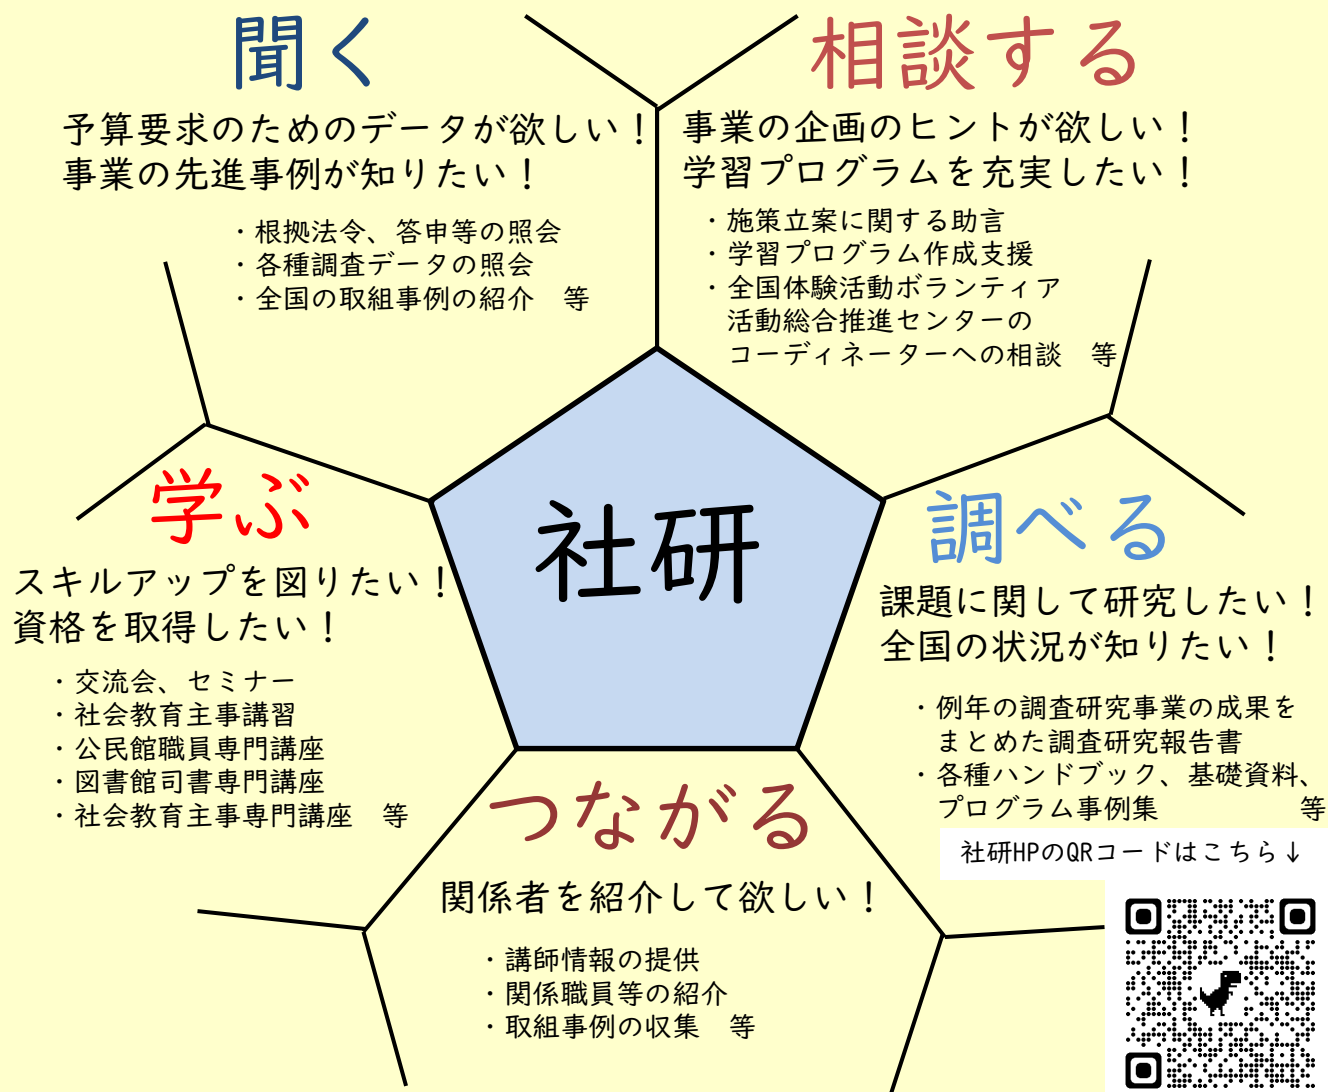 聞く
予算要求のためのデータが欲しい！
事業の先進事例が知りたい！
・根拠法令、答申等の照会
・各種調査データの照会
・全国の取組事例の紹介　等
相談する
事業の企画のヒントが欲しい！
学習プログラムを充実したい！
・施策立案に関する助言
・学習プログラム作成支援
・全国体験活動ボランティア
活動総合推進センターの
コーディネーターへの相談　等
社研
学ぶ
スキルアップを図りたい！
資格を取得したい！
・交流会、セミナー
・社会教育主事講習
・公民館職員専門講座
・図書館司書専門講座
・社会教育主事専門講座　等
調べる
課題に関して研究したい！
全国の状況が知りたい！
・例年の調査研究事業の成果を
まとめた調査研究報告書
・各種ハンドブック、基礎資料、
プログラム事例集　等
社研HPのQRコードはこちら↓
つながる
関係者を紹介して欲しい！
・講師情報の提供
・関係職員等の紹介
・取組事例の収集　等